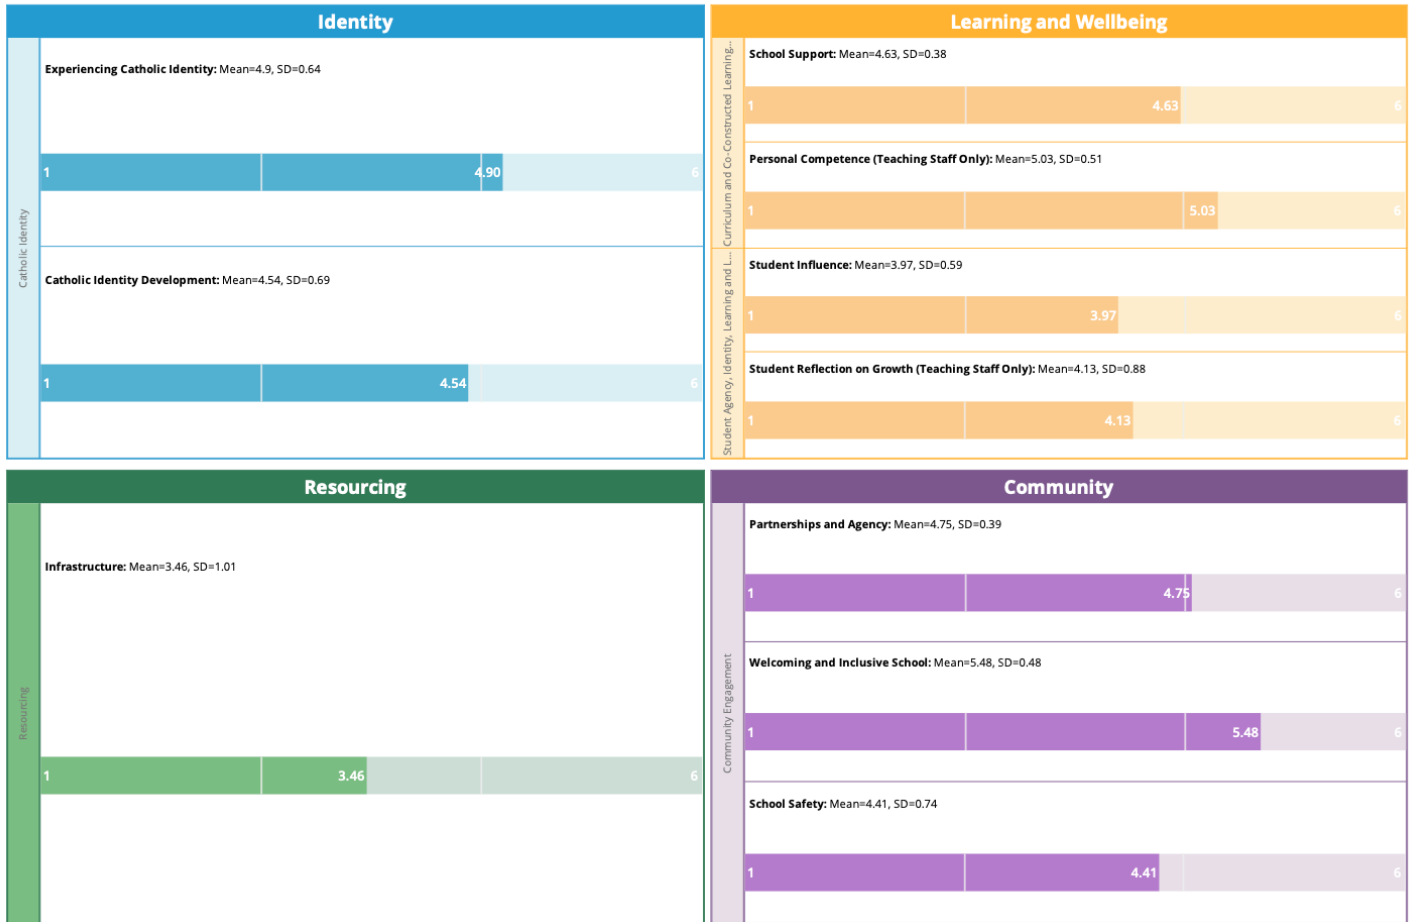 Identity
Catholic Identity
Experiencing Catholic Identity: Mean=4.9, SD=0.64
1 4.90 6
Catholic Identity Development: Mean=4.54, SD=0.69
1 4.54 6
Learning and Wellbeing
Curriculum and Co-Constructed Learning...
School Support: Mean=4.63, SD=0.38
1 4.63 6
Personal Competence (Teaching Staff Only): Mean=5.03, SD=0.51
1 5.03 6
Student Agency, Identity, Learning and L...
Student Influence: Mean=3.97, SD=0.59
1 3.97 6
Student Reflection on Growth (Teaching Staff Only): Mean=4.13, SD=0.88
1 4.13 6
Resourcing
Resourcing
Infrastructure: Mean=3.46, SD=1.01
1 3.46 6
Community
Community Engagement
Partnerships and Agency: Mean=4.75, SD=0.39
1 4.75 6
Welcoming and Inclusive School: Mean=5.48, SD=0.48
1 5.48 6
School Safety: Mean=4.41, SD=0.74
1 4.41 6